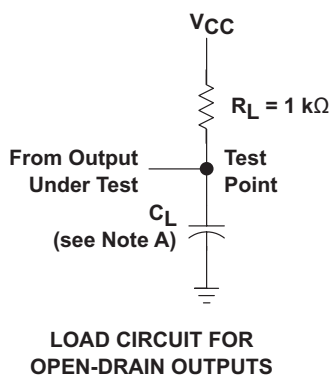 VCC
RL = 1 kΩ
From Output
Under Test
Test
Point
CL
(see Note A)
LOAD CIRCUIT FOR
OPEN-DRAIN OUTPUTS